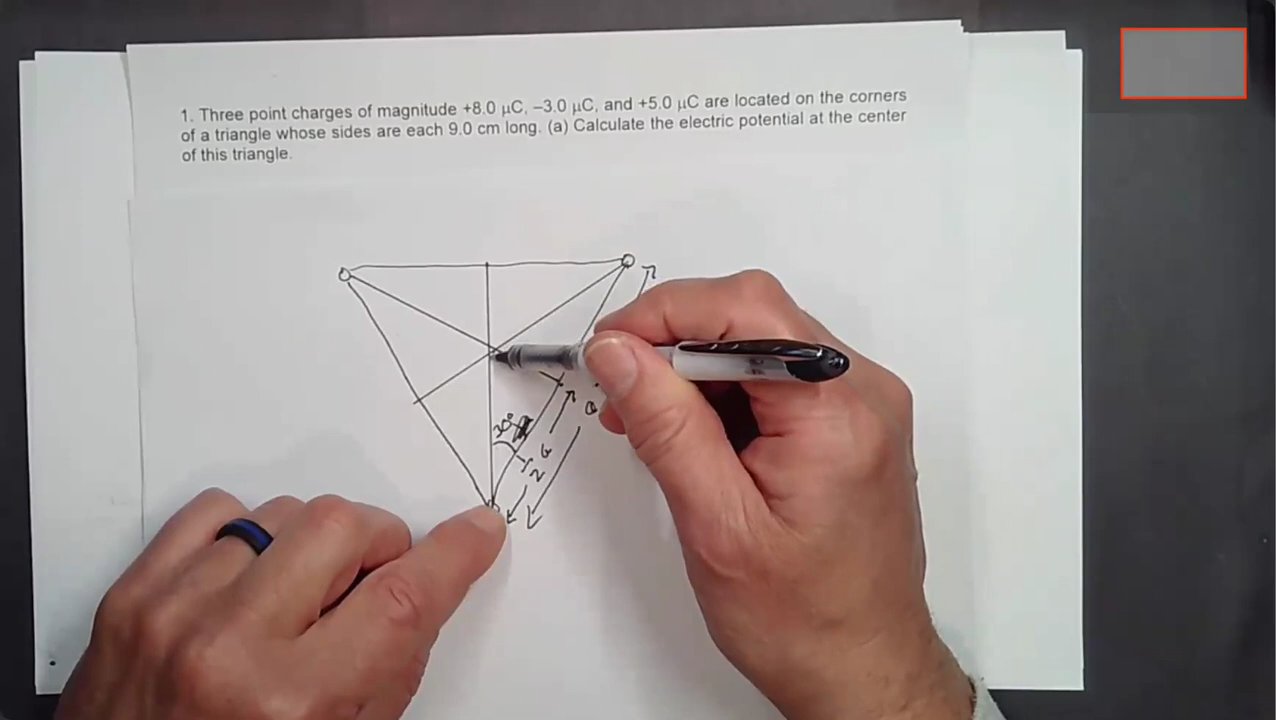 1. Three point charges of magnitude +8.0 µC, –3.0 µC, and +5.0 µC are located on the corners
of a triangle whose sides are each 9.0 cm long. (a) Calculate the electric potential at the center
of this triangle.
30°